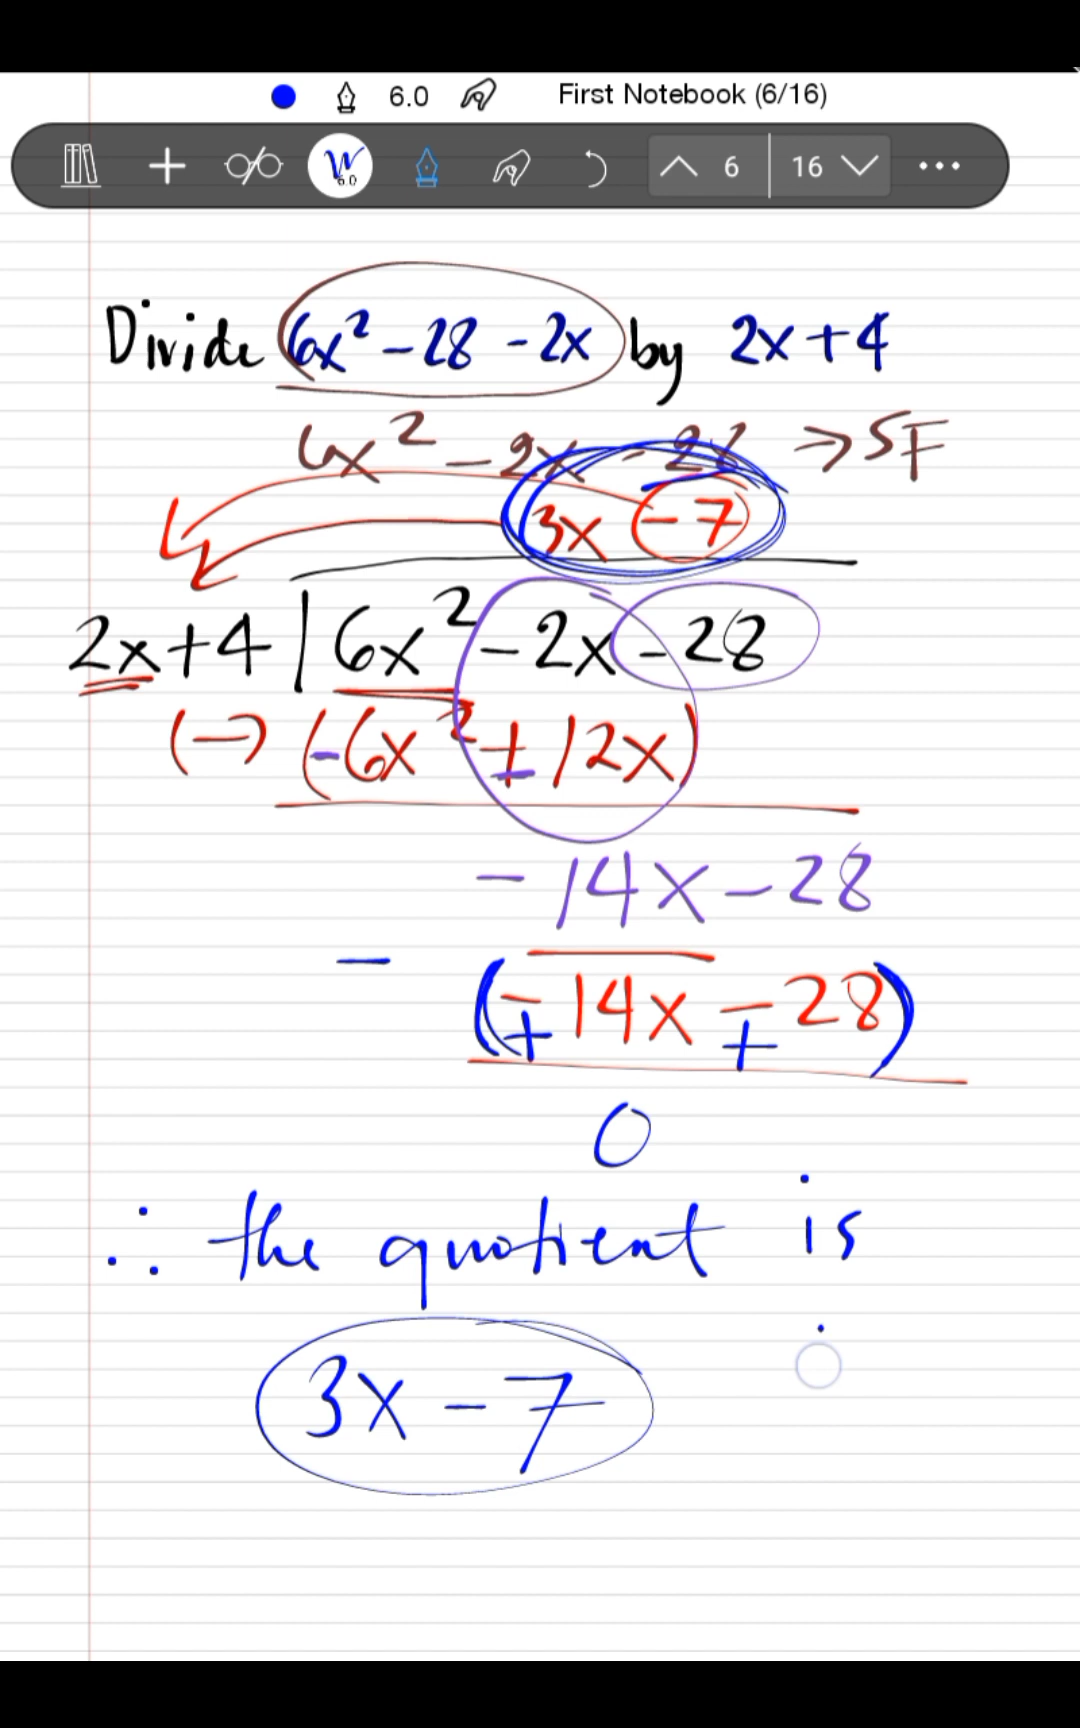 6.0 First Notebook (6/16)
W 6.0 6 16 ...
Divide 6x² -28 -2x by 2x+4
6x² -2x -28 => SF
3x -7
2x+4 | 6x² -2x -28
(-) (-6x² ± 12x)
-14x -28
- (∓14x ∓28)
0
∴ the quotient is
3x - 7